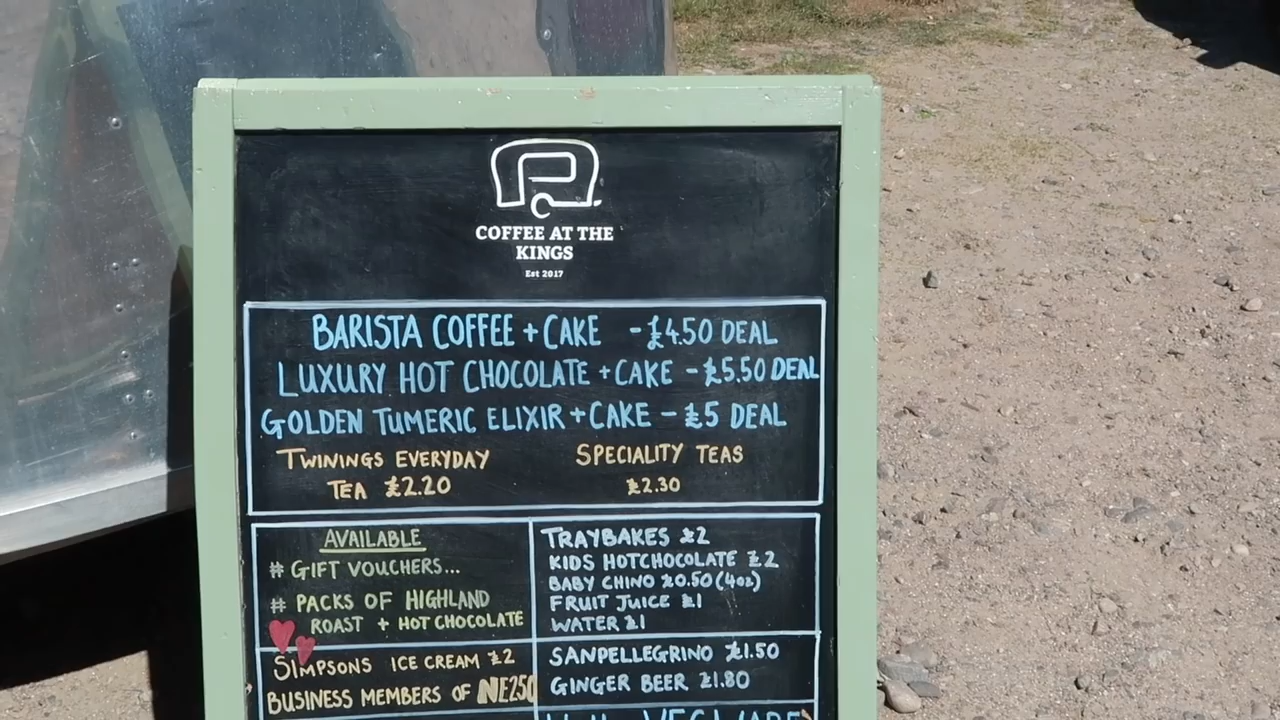 COFFEE AT THE
KINGS
Est 2017
BARISTA COFFEE + CAKE - £4.50 DEAL
LUXURY HOT CHOCOLATE + CAKE - £5.50 DEAL
GOLDEN TUMERIC ELIXIR + CAKE - £5 DEAL
TWININGS EVERYDAY
TEA £2.20
SPECIALITY TEAS
£2.30
AVAILABLE
# GIFT VOUCHERS...
# PACKS OF HIGHLAND
ROAST + HOT CHOCOLATE
SIMPSONS ICE CREAM £2
BUSINESS MEMBERS OF NE250
TRAYBAKES £2
KIDS HOTCHOCOLATE £2
BABY CHINO £0.50 (4oz)
FRUIT JUICE £1
WATER £1
SANPELLEGRINO £1.50
GINGER BEER £1.80